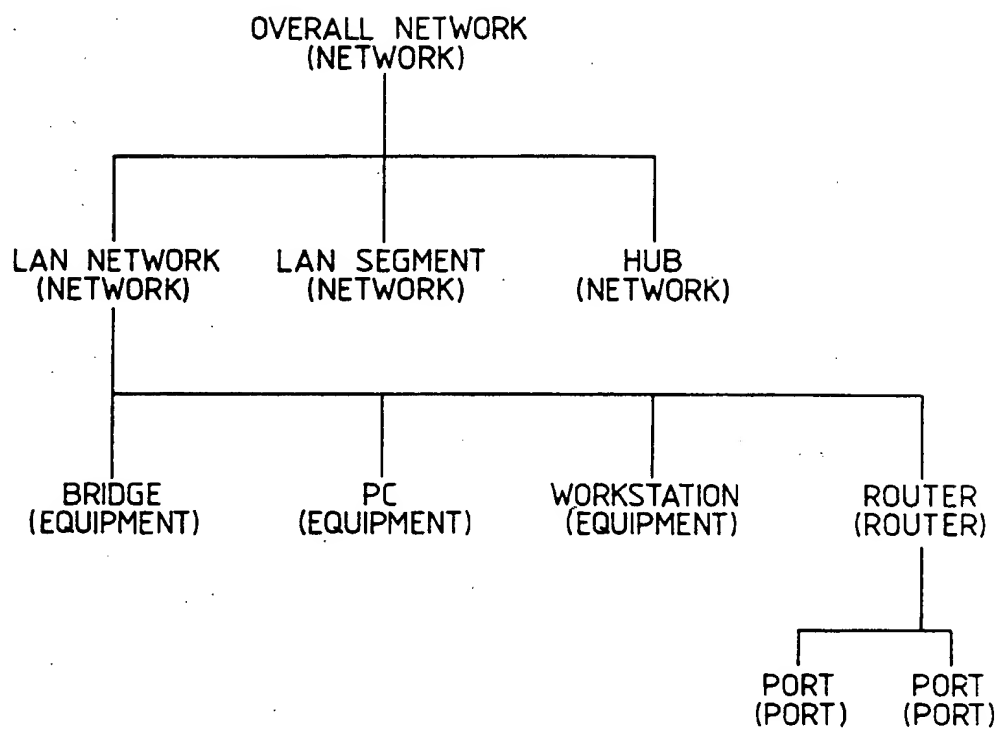 OVERALL NETWORK
(NETWORK)
LAN NETWORK
(NETWORK)
LAN SEGMENT
(NETWORK)
HUB
(NETWORK)
BRIDGE
(EQUIPMENT)
PC
(EQUIPMENT)
WORKSTATION
(EQUIPMENT)
ROUTER
(ROUTER)
PORT
(PORT)
PORT
(PORT)